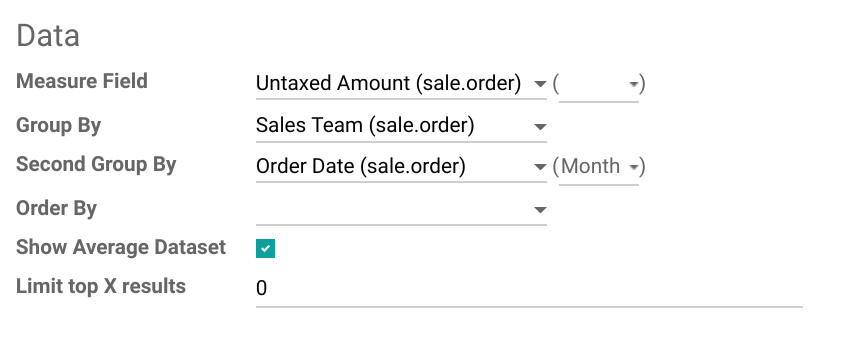 Data
Measure Field Untaxed Amount (sale.order) ( )
Group By Sales Team (sale.order)
Second Group By Order Date (sale.order) (Month )
Order By
Show Average Dataset
Limit top X results 0